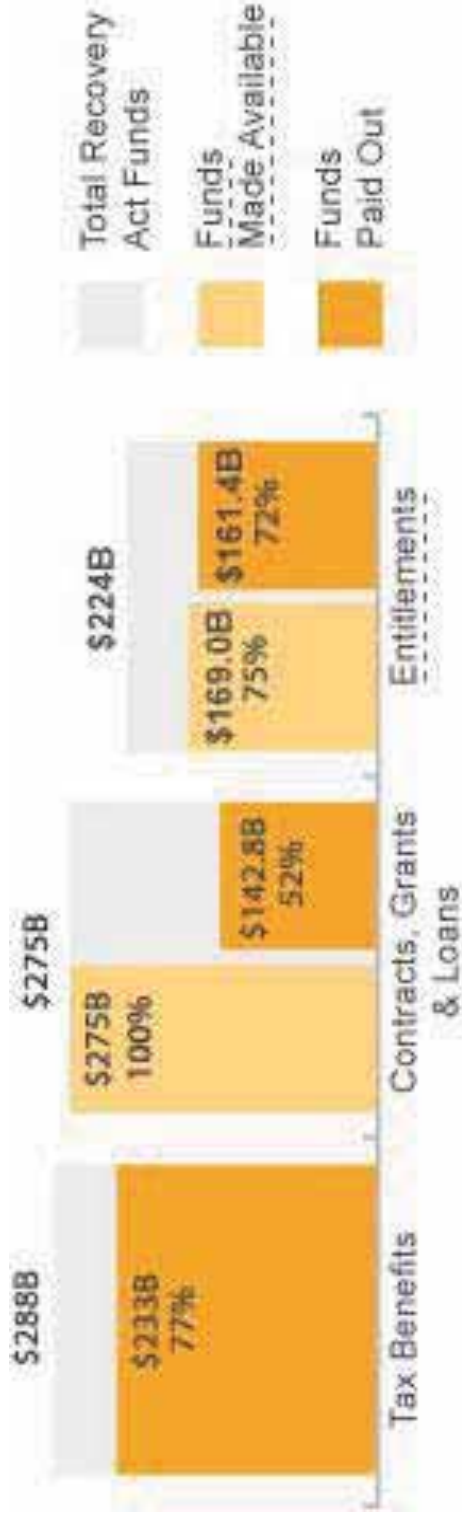 $288B
$233B
77%
Tax Benefits
$275B
$275B
100%
$142.8B
52%
Contracts, Grants
& Loans
$224B
$169.0B
75%
$161.4B
72%
Entitlements
Total Recovery
Act Funds
Funds
Made Available
Funds
Paid Out